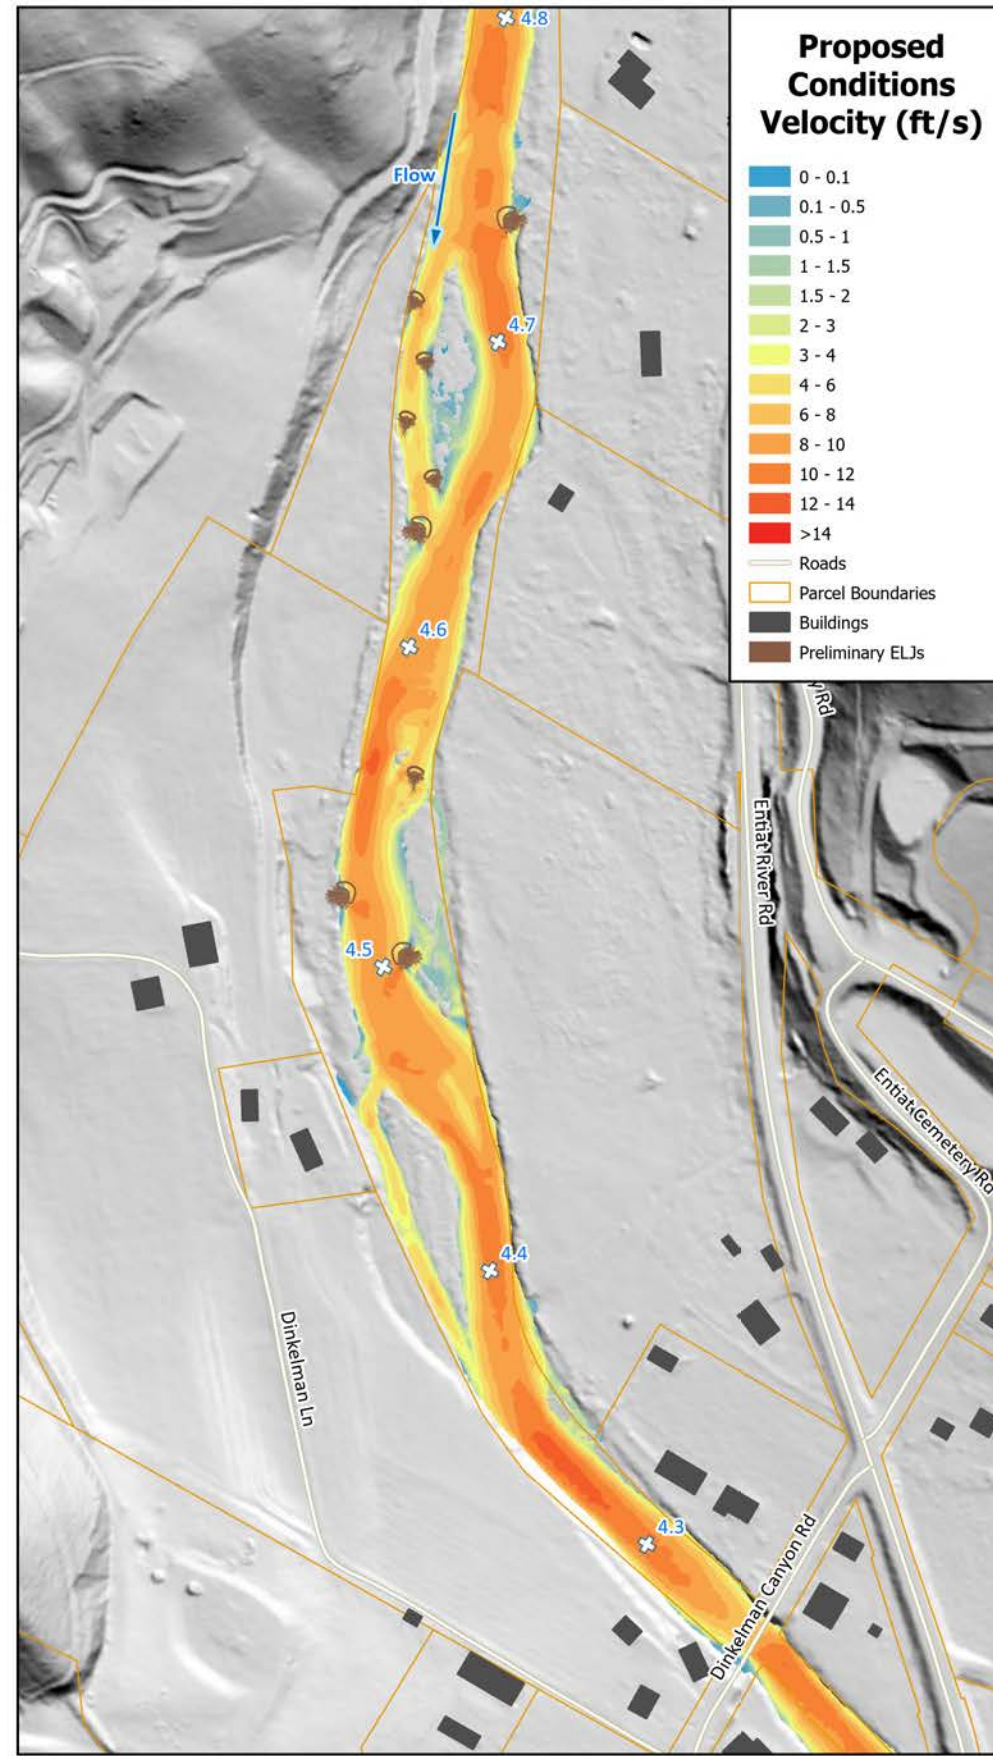 Proposed
Conditions
Velocity (ft/s)
0 - 0.1
0.1 - 0.5
0.5 - 1
1 - 1.5
1.5 - 2
2 - 3
3 - 4
4 - 6
6 - 8
8 - 10
10 - 12
12 - 14
>14
Roads
Parcel Boundaries
Buildings
Preliminary ELJs
4.8
Flow
4.7
4.6
y Rd
Entiat River Rd
4.5
Entiat Cemetery Rd
4.4
Dinkelman Ln
4.3
Dinkelman Canyon Rd